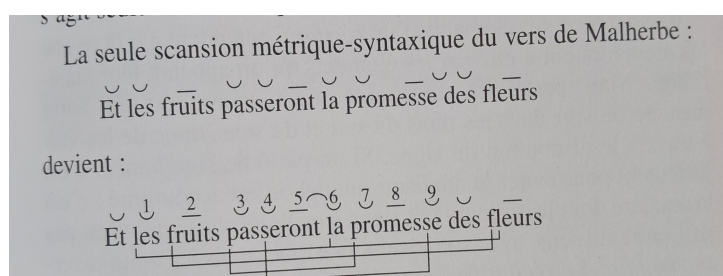 s'agit
La seule scansion métrique-syntaxique du vers de Malherbe :
Et les fruits passeront la promesse des fleurs
devient :
1 2 3 4 5 6 7 8 9
Et les fruits passeront la promesse des fleurs